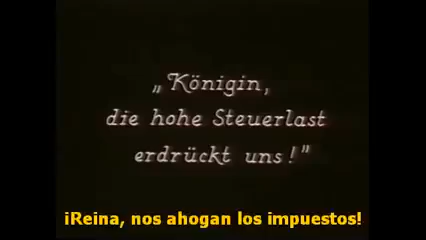 „Königin,
die hohe Steuerlast
erdrückt uns!"
¡Reina, nos ahogan los impuestos!